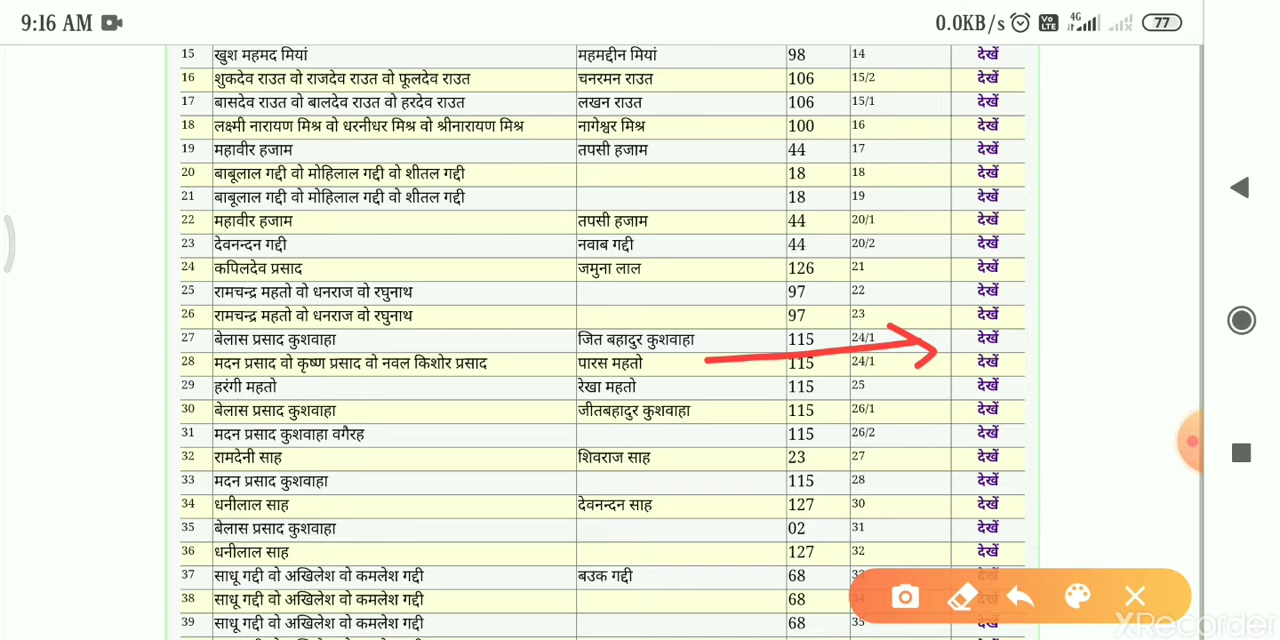 9:16 AM 0.0KB/s Vo LTE 4G 77
15 खुश महमद मियां महमद्दीन मियां 98 14 देखें
16 शुकदेव राउत वो राजदेव राउत वो फूलदेव राउत चनरमन राउत 106 15/2 देखें
17 बासदेव राउत वो बालदेव राउत वो हरदेव राउत लखन राउत 106 15/1 देखें
18 लक्ष्मी नारायण मिश्र वो धरनीधर मिश्र वो श्रीनारायण मिश्र नागेश्वर मिश्र 100 16 देखें
19 महावीर हजाम तपसी हजाम 44 17 देखें
20 बाबूलाल गद्दी वो मोहिलाल गद्दी वो शीतल गद्दी 18 18 देखें
21 बाबूलाल गद्दी वो मोहिलाल गद्दी वो शीतल गद्दी 18 19 देखें
22 महावीर हजाम तपसी हजाम 44 20/1 देखें
23 देवनन्दन गद्दी नवाब गद्दी 44 20/2 देखें
24 कपिलदेव प्रसाद जमुना लाल 126 21 देखें
25 रामचन्द्र महतो वो धनराज वो रघुनाथ 97 22 देखें
26 रामचन्द्र महतो वो धनराज वो रघुनाथ 97 23 देखें
27 बेलास प्रसाद कुशवाहा जित बहादुर कुशवाहा 115 24/1 देखें
28 मदन प्रसाद वो कृष्ण प्रसाद वो नवल किशोर प्रसाद पारस महतो 115 24/1 देखें
29 हरंगी महतो रेखा महतो 115 25 देखें
30 बेलास प्रसाद कुशवाहा जीतबहादुर कुशवाहा 115 26/1 देखें
31 मदन प्रसाद कुशवाहा वगैरह 115 26/2 देखें
32 रामदेनी साह शिवराज साह 23 27 देखें
33 मदन प्रसाद कुशवाहा 115 28 देखें
34 धनीलाल साह देवनन्दन साह 127 30 देखें
35 बेलास प्रसाद कुशवाहा 02 31 देखें
36 धनीलाल साह 127 32 देखें
37 साधू गद्दी वो अखिलेश वो कमलेश गद्दी बउक गद्दी 68 33
38 साधू गद्दी वो अखिलेश वो कमलेश गद्दी 68 34
39 साधू गद्दी वो अखिलेश वो कमलेश गद्दी 68 35
XRecorder